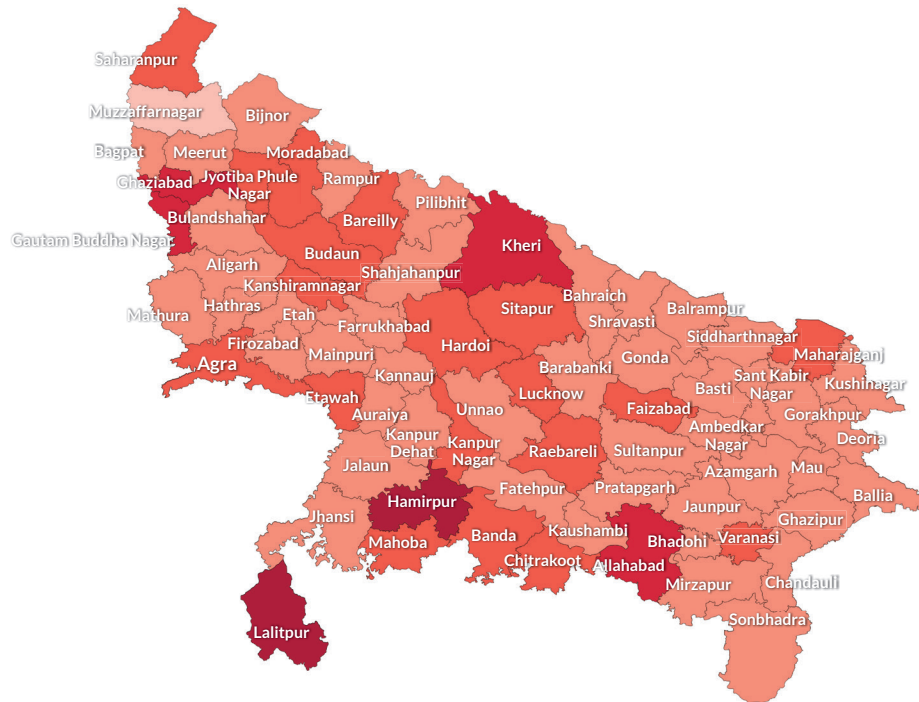 Saharanpur
Muzzaffarnagar
Bijnor
Bagpat
Meerut
Moradabad
Ghaziabad
Jyotiba Phule
Nagar
Rampur
Pilibhit
Bulandshahar
Bareilly
Gautam Buddha Nagar
Kheri
Budaun
Aligarh
Shahjahanpur
Kanshiramnagar
Bahraich
Mathura
Hathras
Etah
Sitapur
Balrampur
Farrukhabad
Shravasti
Siddharthnagar
Firozabad
Hardoi
Mainpuri
Gonda
Maharajganj
Agra
Barabanki
Kannauj
Sant Kabir
Nagar
Kushinagar
Basti
Etawah
Lucknow
Auraiya
Unnao
Faizabad
Gorakhpur
Ambedkar
Nagar
Deoria
Kanpur
Dehat
Kanpur
Nagar
Raebareli
Sultanpur
Jalaun
Azamgarh
Mau
Fatehpur
Pratapgarh
Ballia
Hamirpur
Jaunpur
Jhansi
Ghazipur
Kaushambi
Banda
Varanasi
Mahoba
Bhadohi
Chitrakoot
Allahabad
Mirzapur
Chandauli
Sonbhadra
Lalitpur